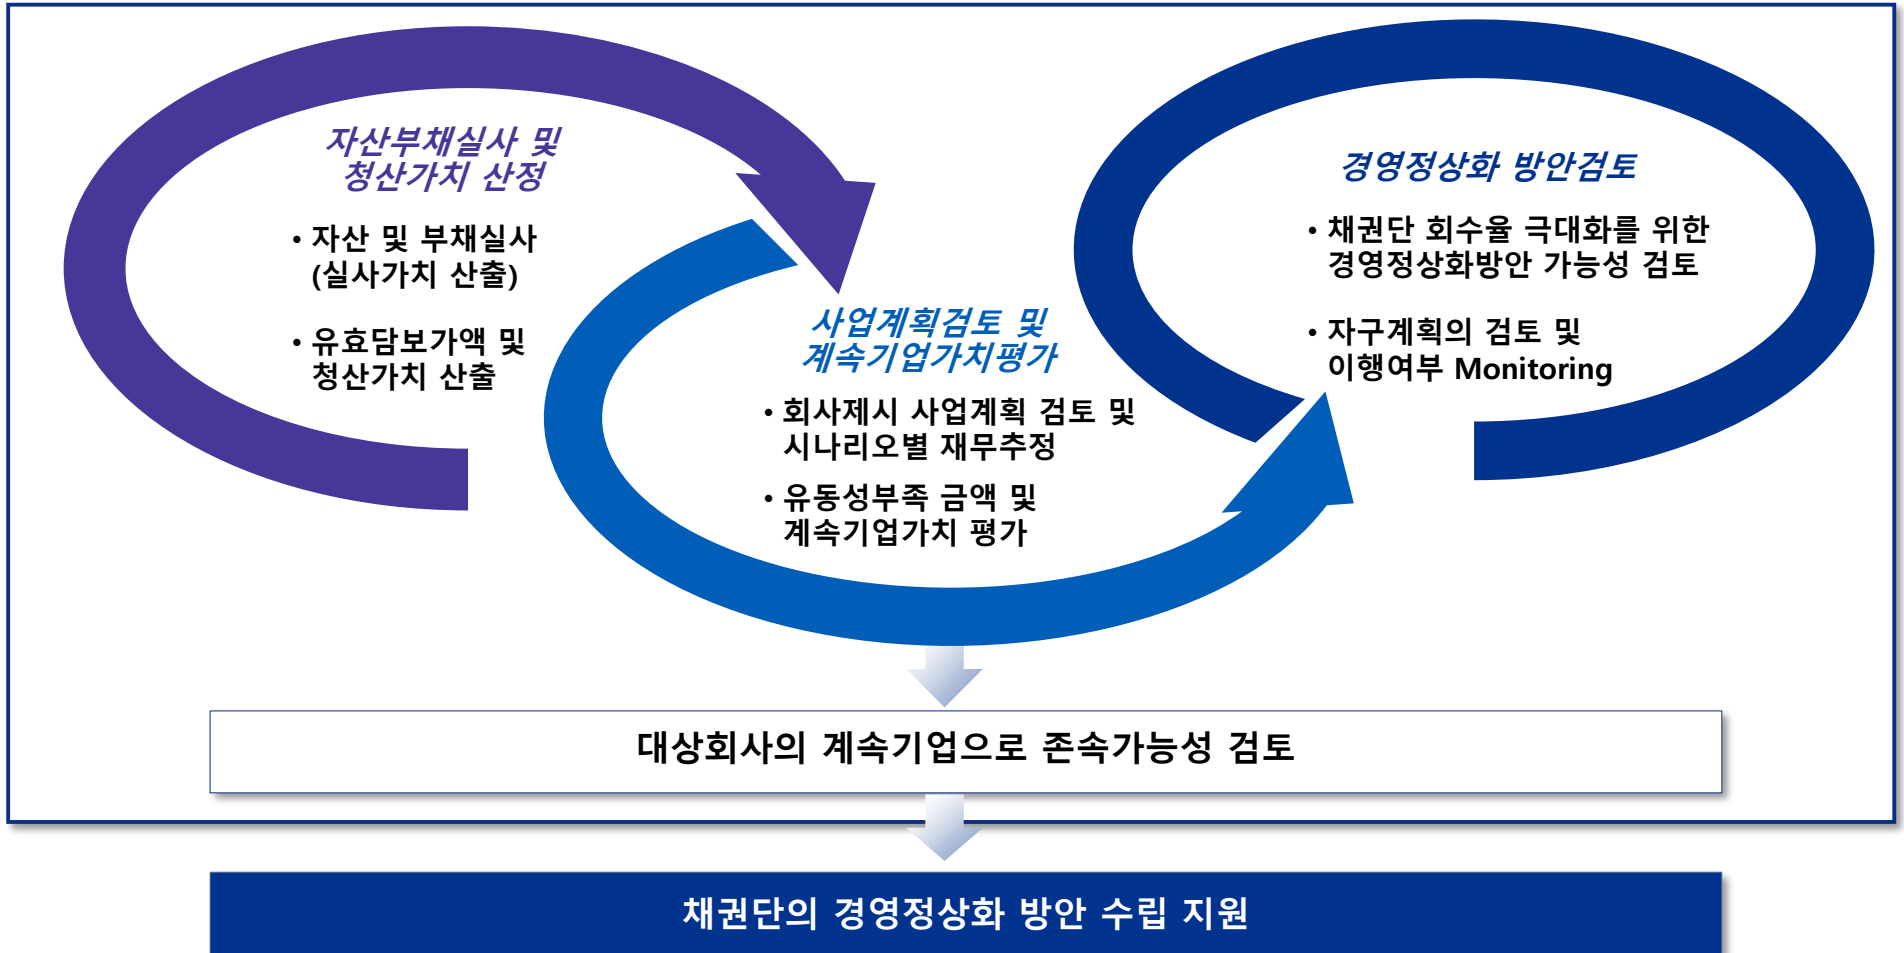 자산부채실사 및
청산가치 산정
• 자산 및 부채실사
(실사가치 산출)
• 유효담보가액 및
청산가치 산출
사업계획검토 및
계속기업가치평가
• 회사제시 사업계획 검토 및
시나리오별 재무추정
• 유동성부족 금액 및
계속기업가치 평가
경영정상화 방안검토
• 채권단 회수율 극대화를 위한
경영정상화방안 가능성 검토
• 자구계획의 검토 및
이행여부 Monitoring
대상회사의 계속기업으로 존속가능성 검토
채권단의 경영정상화 방안 수립 지원